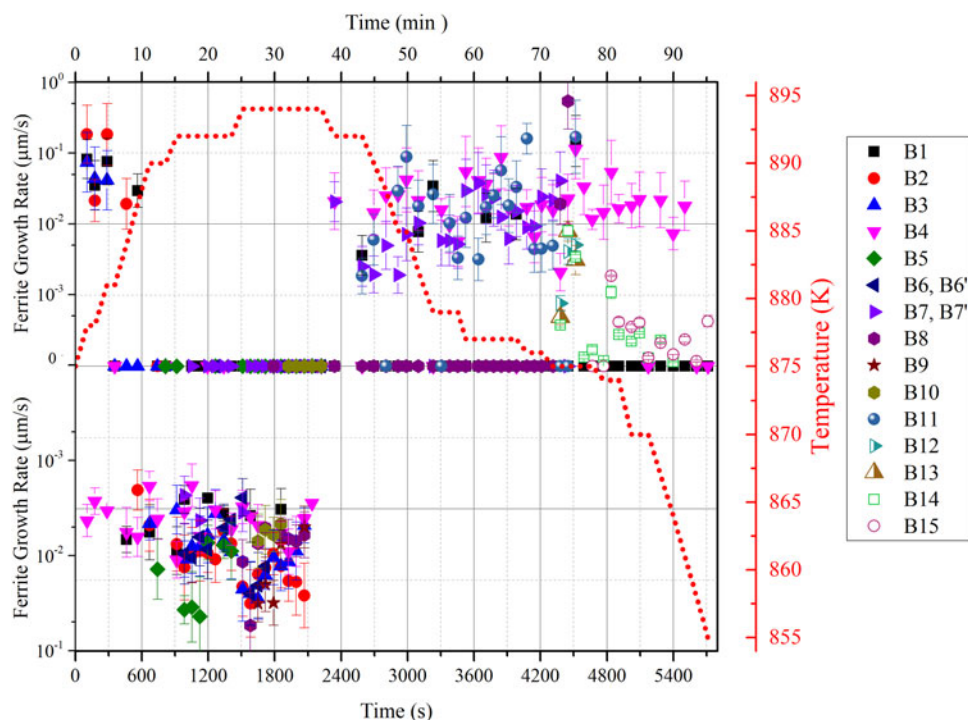 Time (min)
0 10 20 30 40 50 60 70 80 90
Ferrite Growth Rate (μm/s)
10⁰
10⁻¹
10⁻²
10⁻³
0
Ferrite Growth Rate (μm/s)
10⁻³
10⁻²
10⁻¹
0 600 1200 1800 2400 3000 3600 4200 4800 5400
Time (s)
895
890
885
880
875
870
865
860
855
Temperature (K)
B1
B2
B3
B4
B5
B6, B6'
B7, B7'
B8
B9
B10
B11
B12
B13
B14
B15